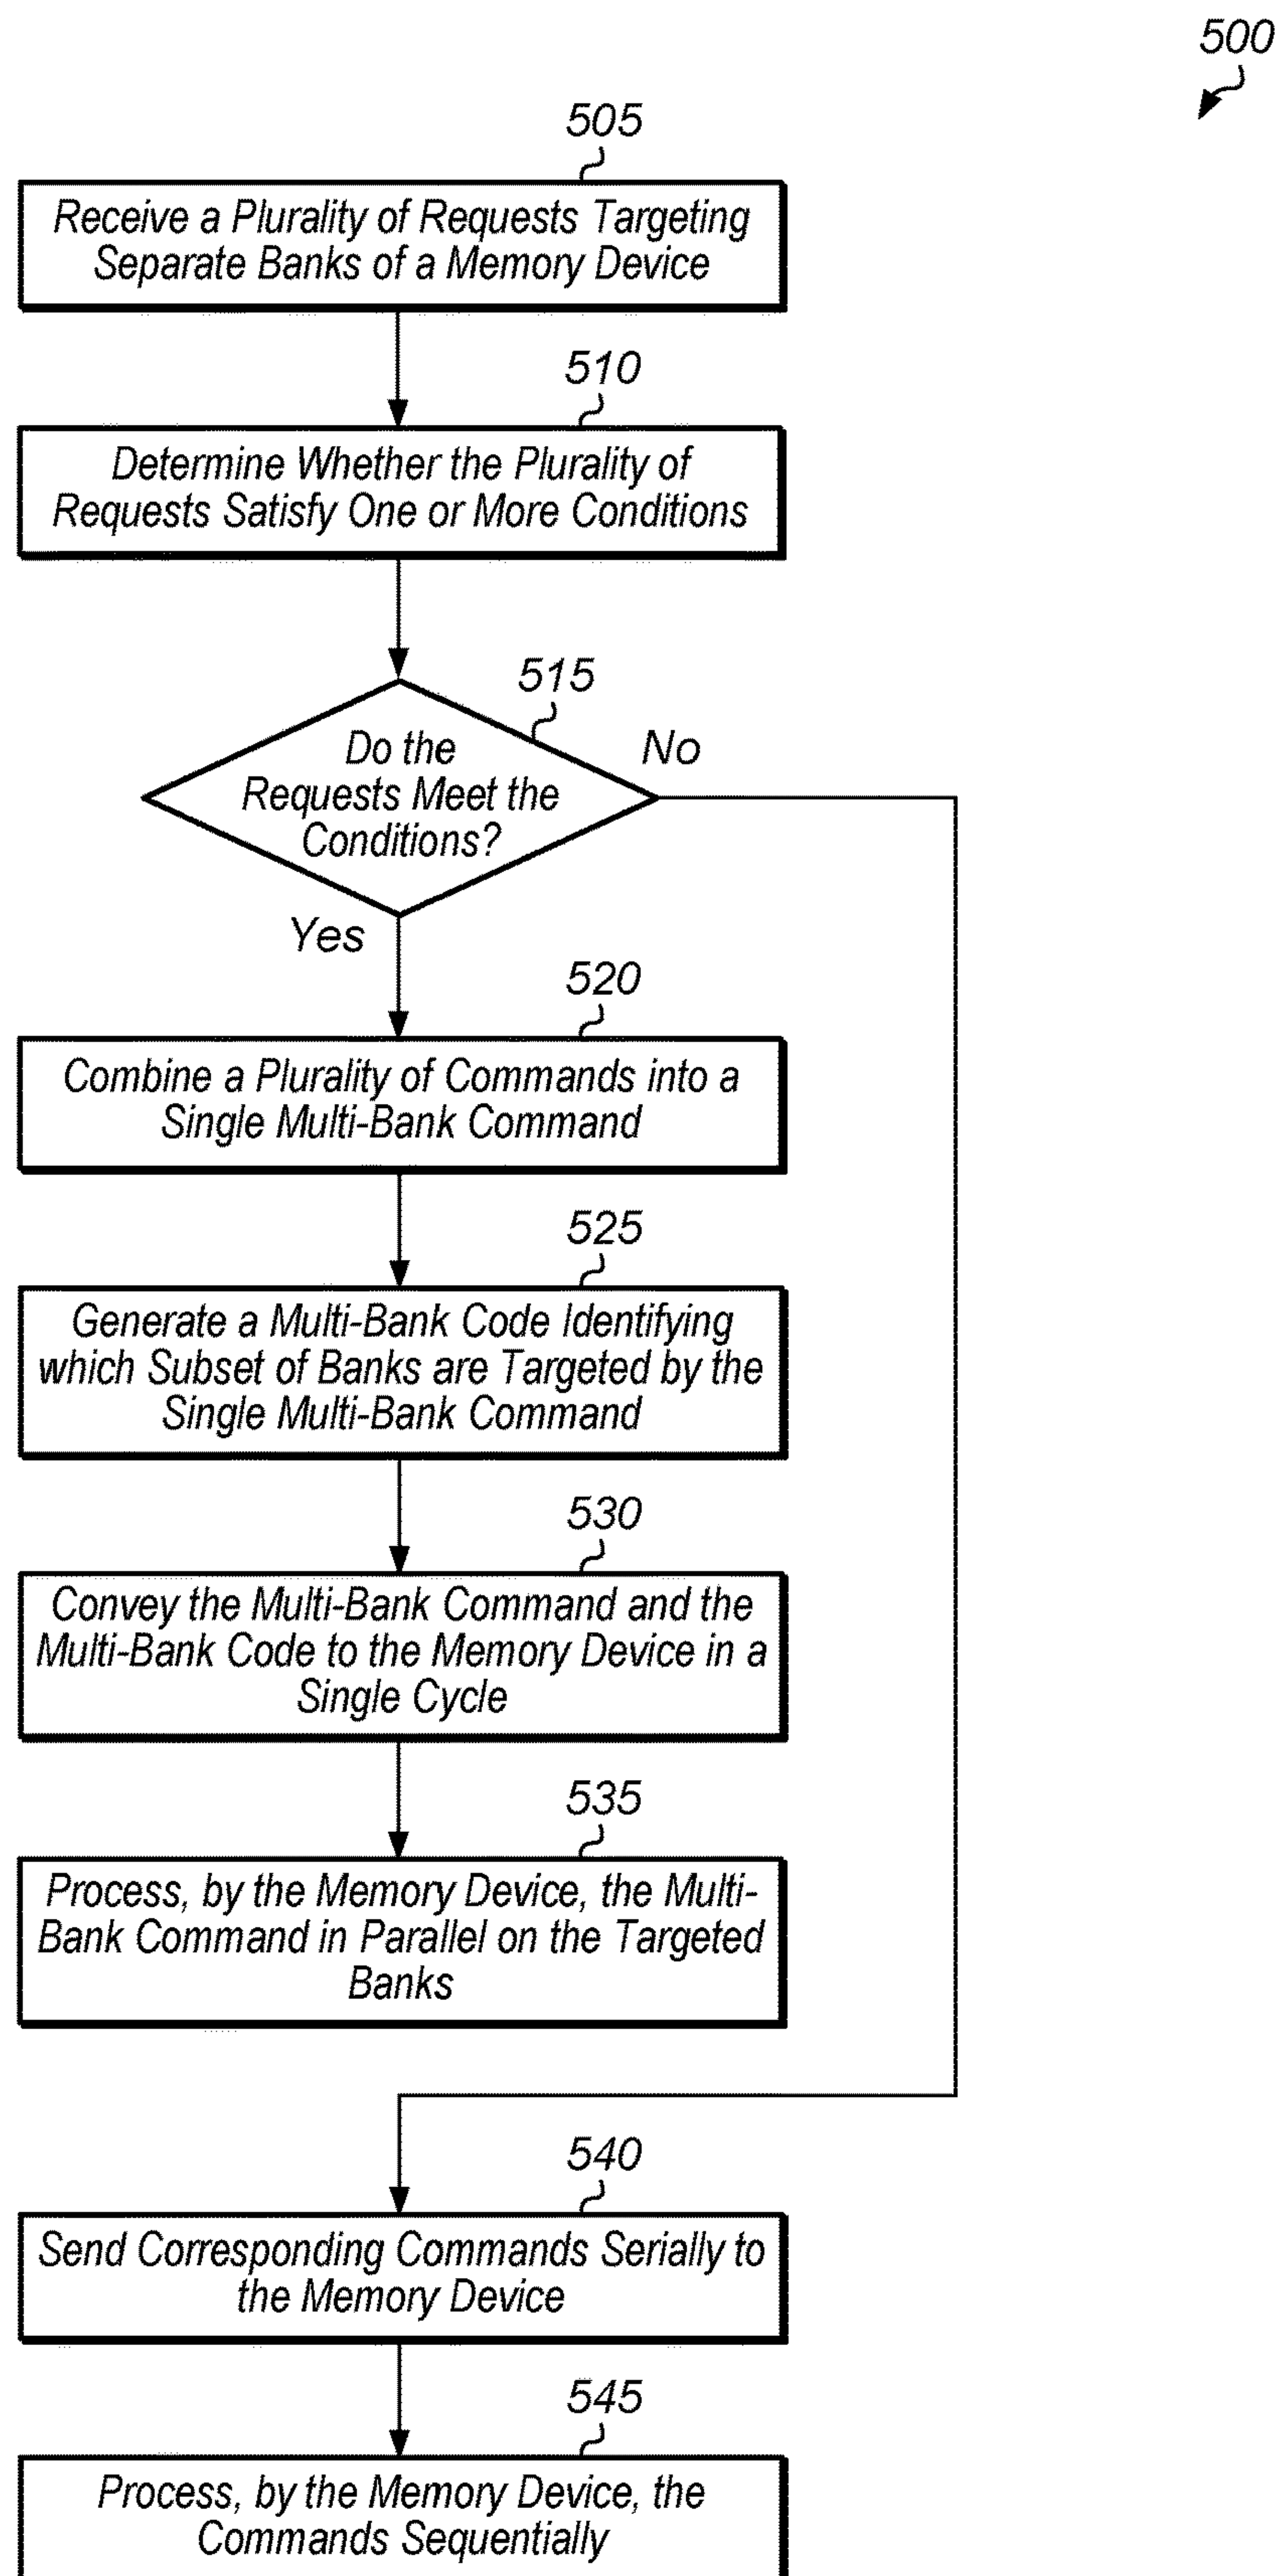 500
505
Receive a Plurality of Requests Targeting
Separate Banks of a Memory Device
510
Determine Whether the Plurality of
Requests Satisfy One or More Conditions
515
Do the
Requests Meet the
Conditions?
No
Yes
520
Combine a Plurality of Commands into a
Single Multi-Bank Command
525
Generate a Multi-Bank Code Identifying
which Subset of Banks are Targeted by the
Single Multi-Bank Command
530
Convey the Multi-Bank Command and the
Multi-Bank Code to the Memory Device in a
Single Cycle
535
Process, by the Memory Device, the Multi-
Bank Command in Parallel on the Targeted
Banks
540
Send Corresponding Commands Serially to
the Memory Device
545
Process, by the Memory Device, the
Commands Sequentially